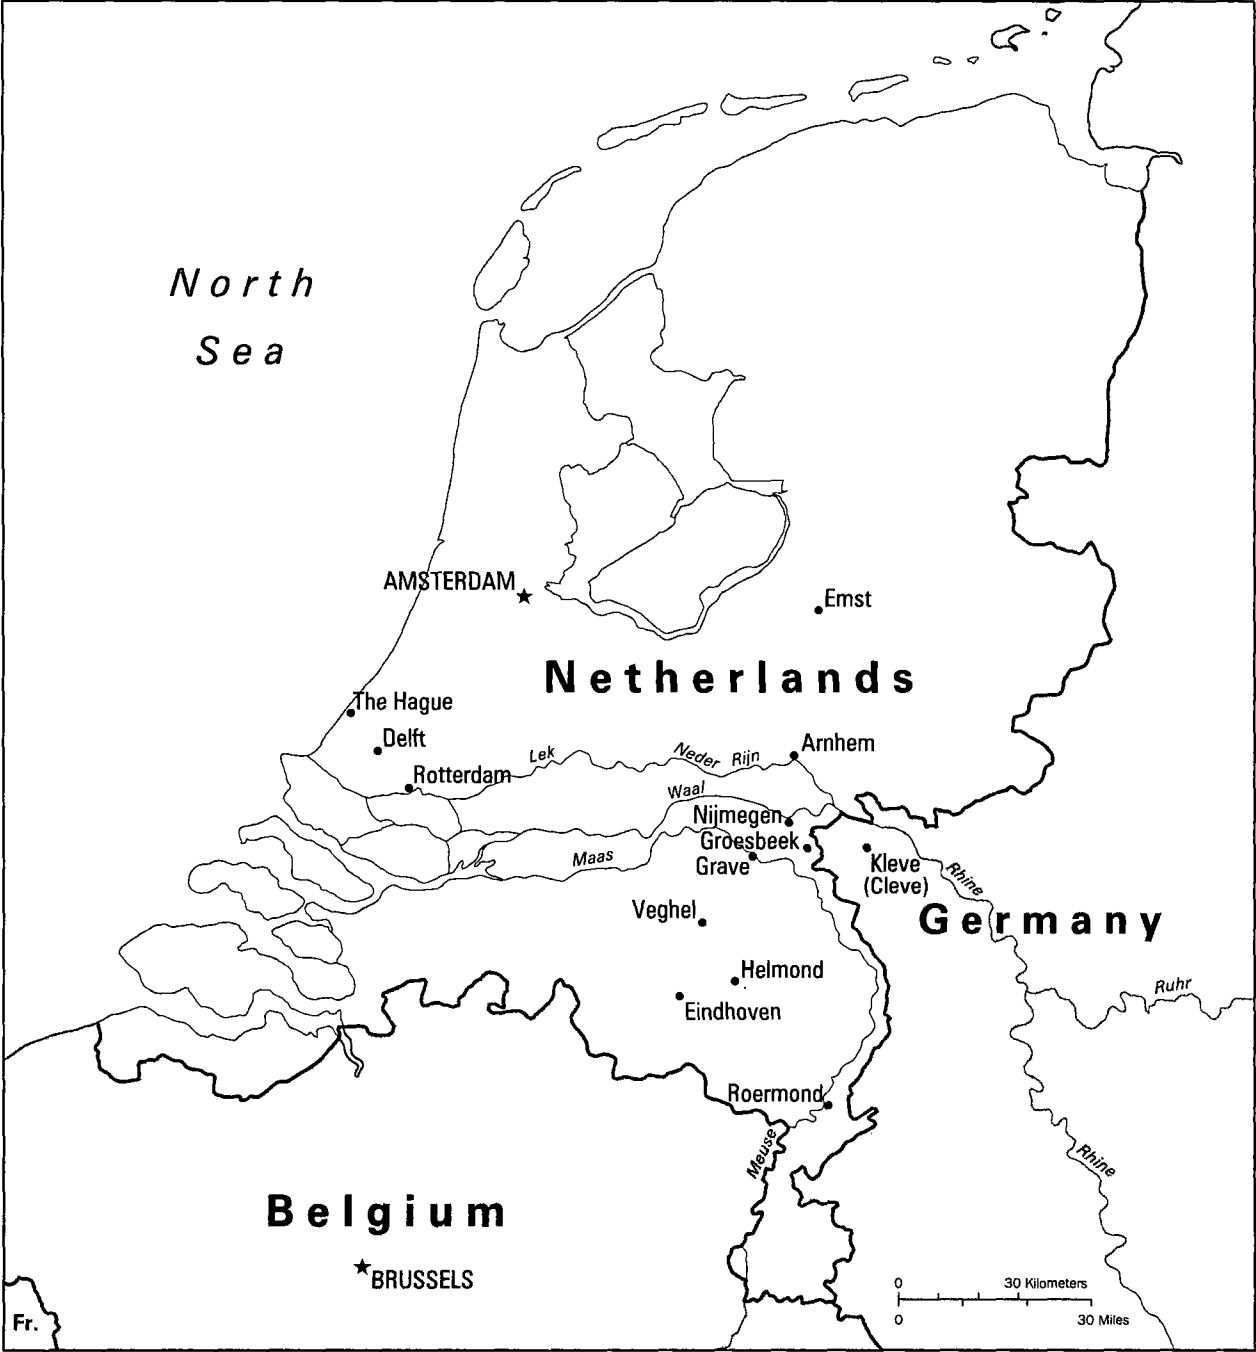 North
Sea
AMSTERDAM
Emst
Netherlands
The Hague
Delft
Rotterdam
Lek
Neder Rijn
Arnhem
Waal
Nijmegen
Groesbeek
Grave
Maas
Kleve
(Cleve)
Rhine
Germany
Veghel
Helmond
Eindhoven
Ruhr
Roermond
Meuse
Rhine
Belgium
BRUSSELS
Fr.
0 30 Kilometers
0 30 Miles